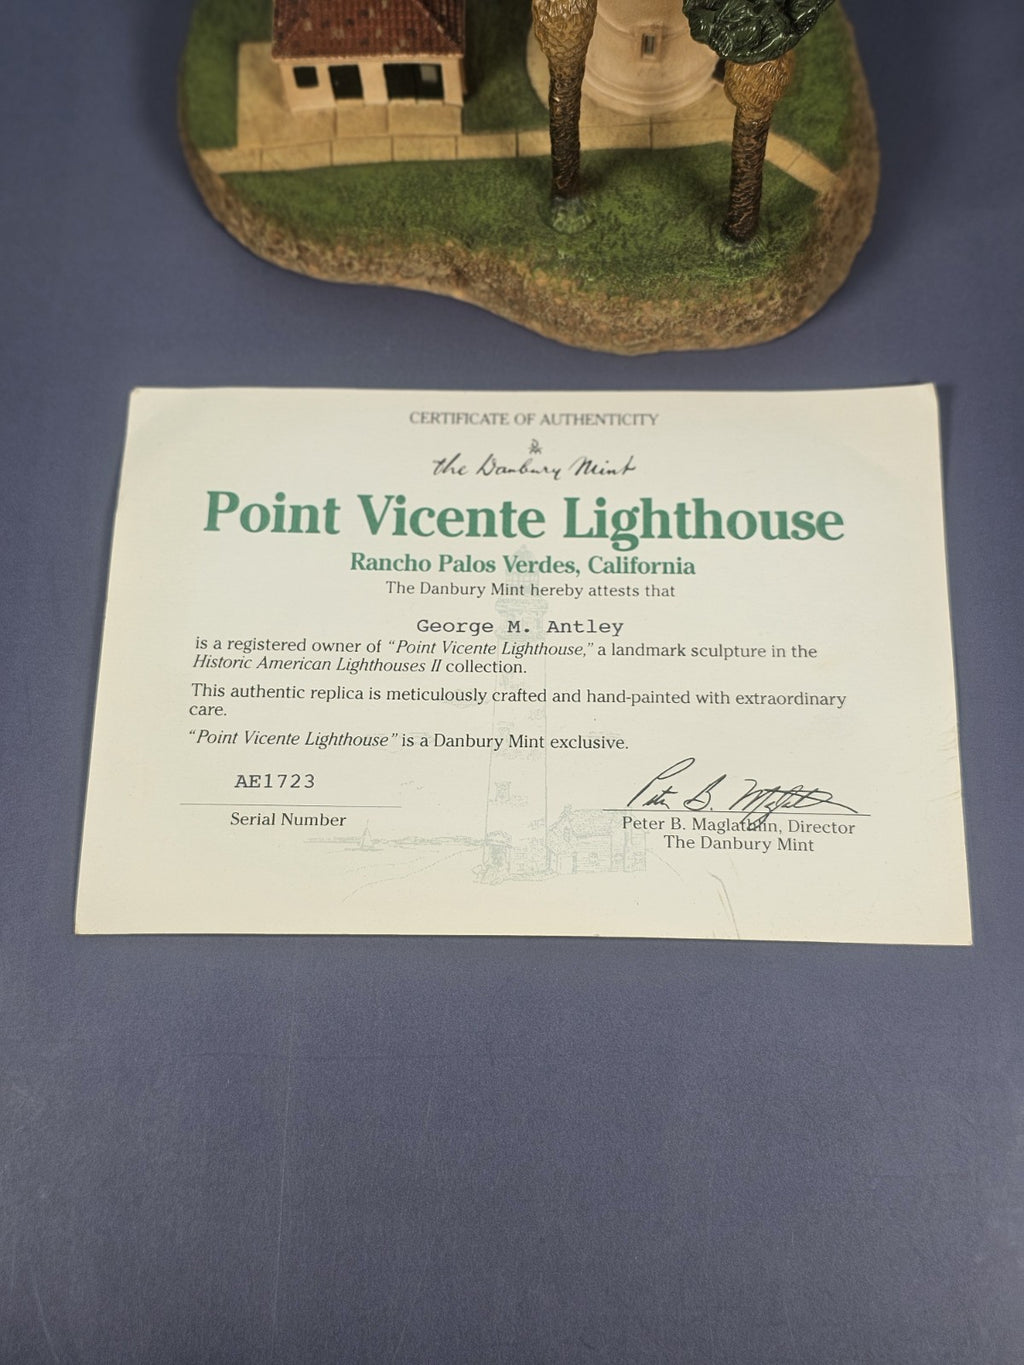 CERTIFICATE OF AUTHENTICITY
the Danbury Mint
Point Vicente Lighthouse
Rancho Palos Verdes, California
The Danbury Mint hereby attests that
George M. Antley
is a registered owner of “Point Vicente Lighthouse,” a landmark sculpture in the
Historic American Lighthouses II collection.
This authentic replica is meticulously crafted and hand-painted with extraordinary
care.
“Point Vicente Lighthouse” is a Danbury Mint exclusive.
AE1723
Serial Number
Peter B. Maglathlin
Peter B. Maglathlin, Director
The Danbury Mint